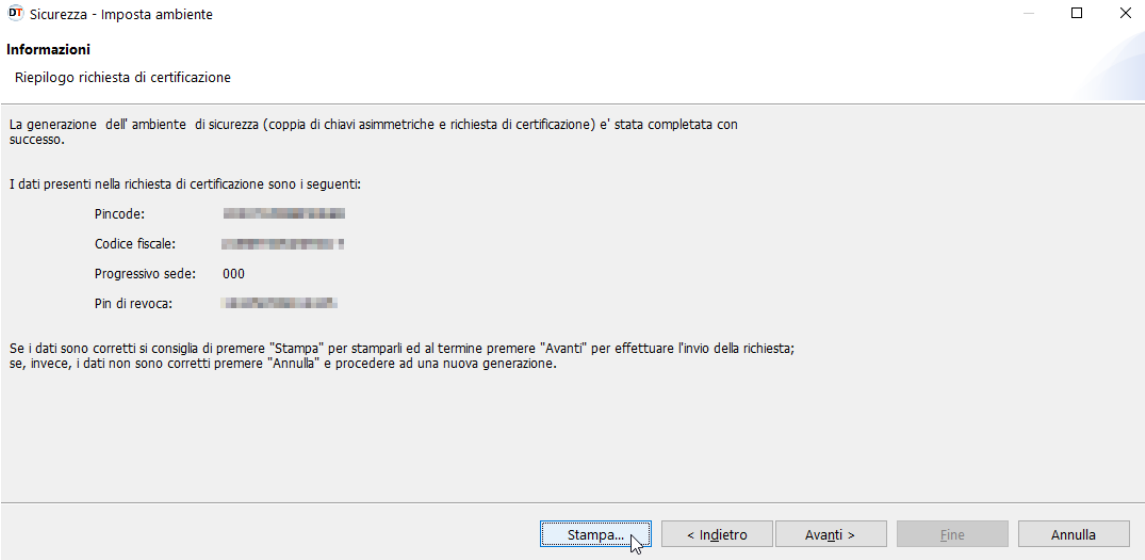 DT Sicurezza - Imposta ambiente
Informazioni
Riepilogo richiesta di certificazione
La generazione dell' ambiente di sicurezza (coppia di chiavi asimmetriche e richiesta di certificazione) e' stata completata con
successo.
I dati presenti nella richiesta di certificazione sono i seguenti:
Pincode:
Codice fiscale:
Progressivo sede: 000
Pin di revoca:
Se i dati sono corretti si consiglia di premere "Stampa" per stamparli ed al termine premere "Avanti" per effettuare l'invio della richiesta;
se, invece, i dati non sono corretti premere "Annulla" e procedere ad una nuova generazione.
Stampa... < Indietro Avanti > Fine Annulla